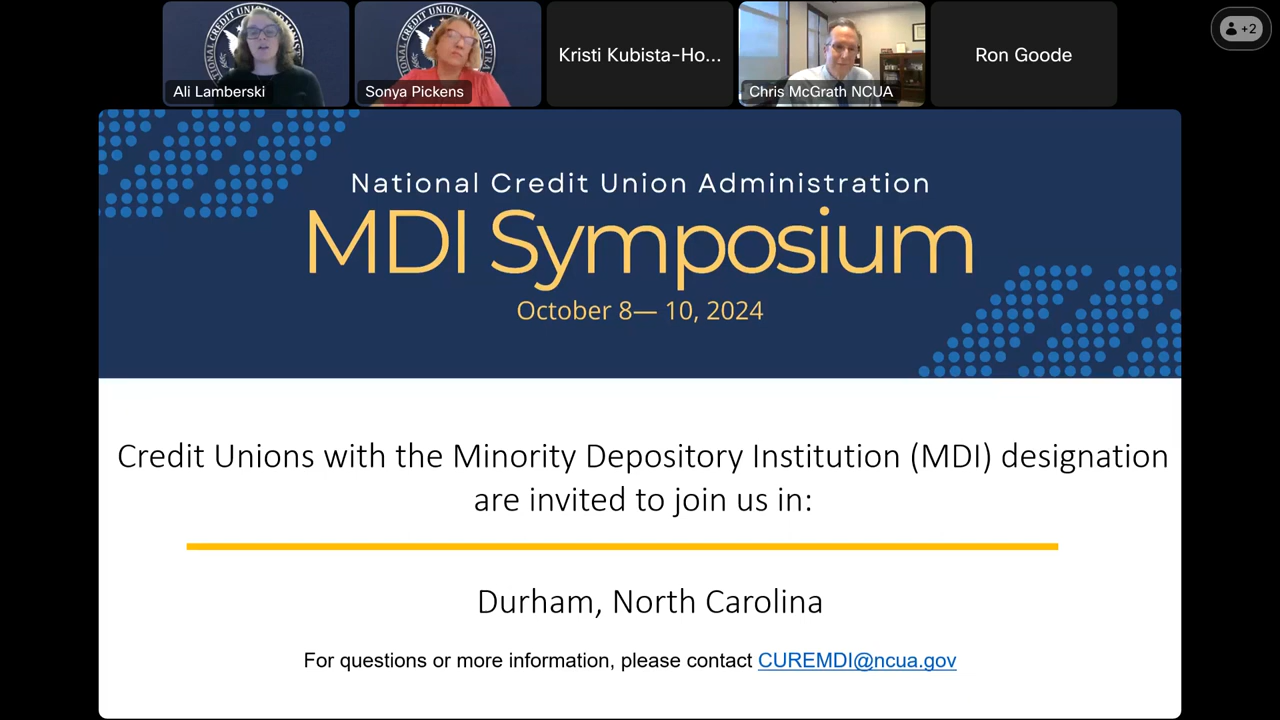 Ali Lamberski
Sonya Pickens
Kristi Kubista-Ho...
Chris McGrath NCUA
Ron Goode
+2
National Credit Union Administration
MDI Symposium
October 8— 10, 2024
Credit Unions with the Minority Depository Institution (MDI) designation
are invited to join us in:
Durham, North Carolina
For questions or more information, please contact CUREMDI@ncua.gov